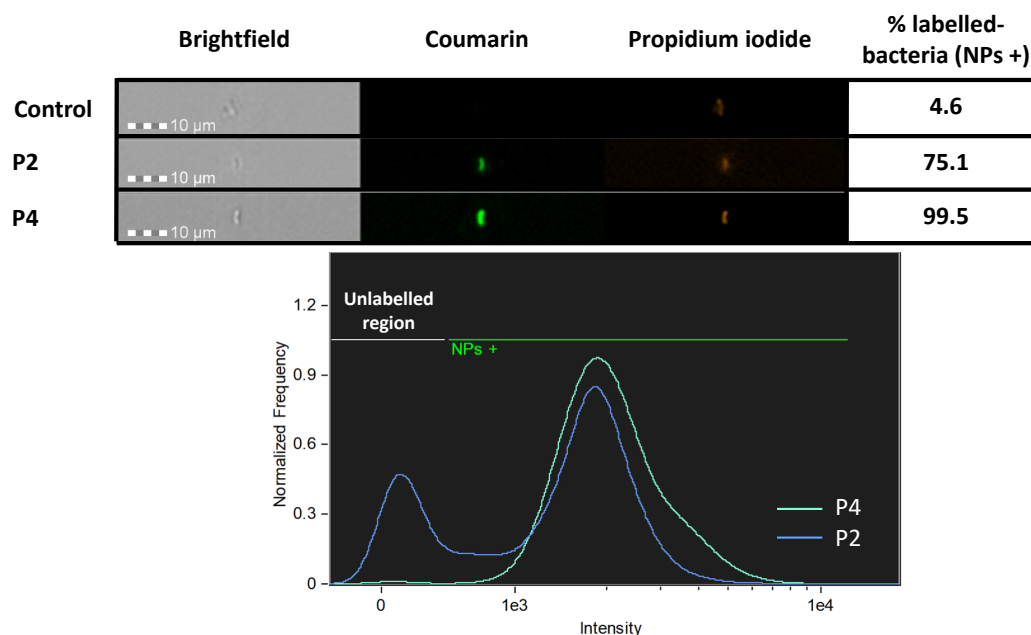 Brightfield
Coumarin
Propidium iodide
% labelled-
bacteria (NPs +)
Control
10 μm
4.6
P2
10 μm
75.1
P4
10 μm
99.5
Unlabelled
region
NPs +
1.2
0.9
0.6
0.3
0
Normalized Frequency
P4
P2
0
1e3
1e4
Intensity